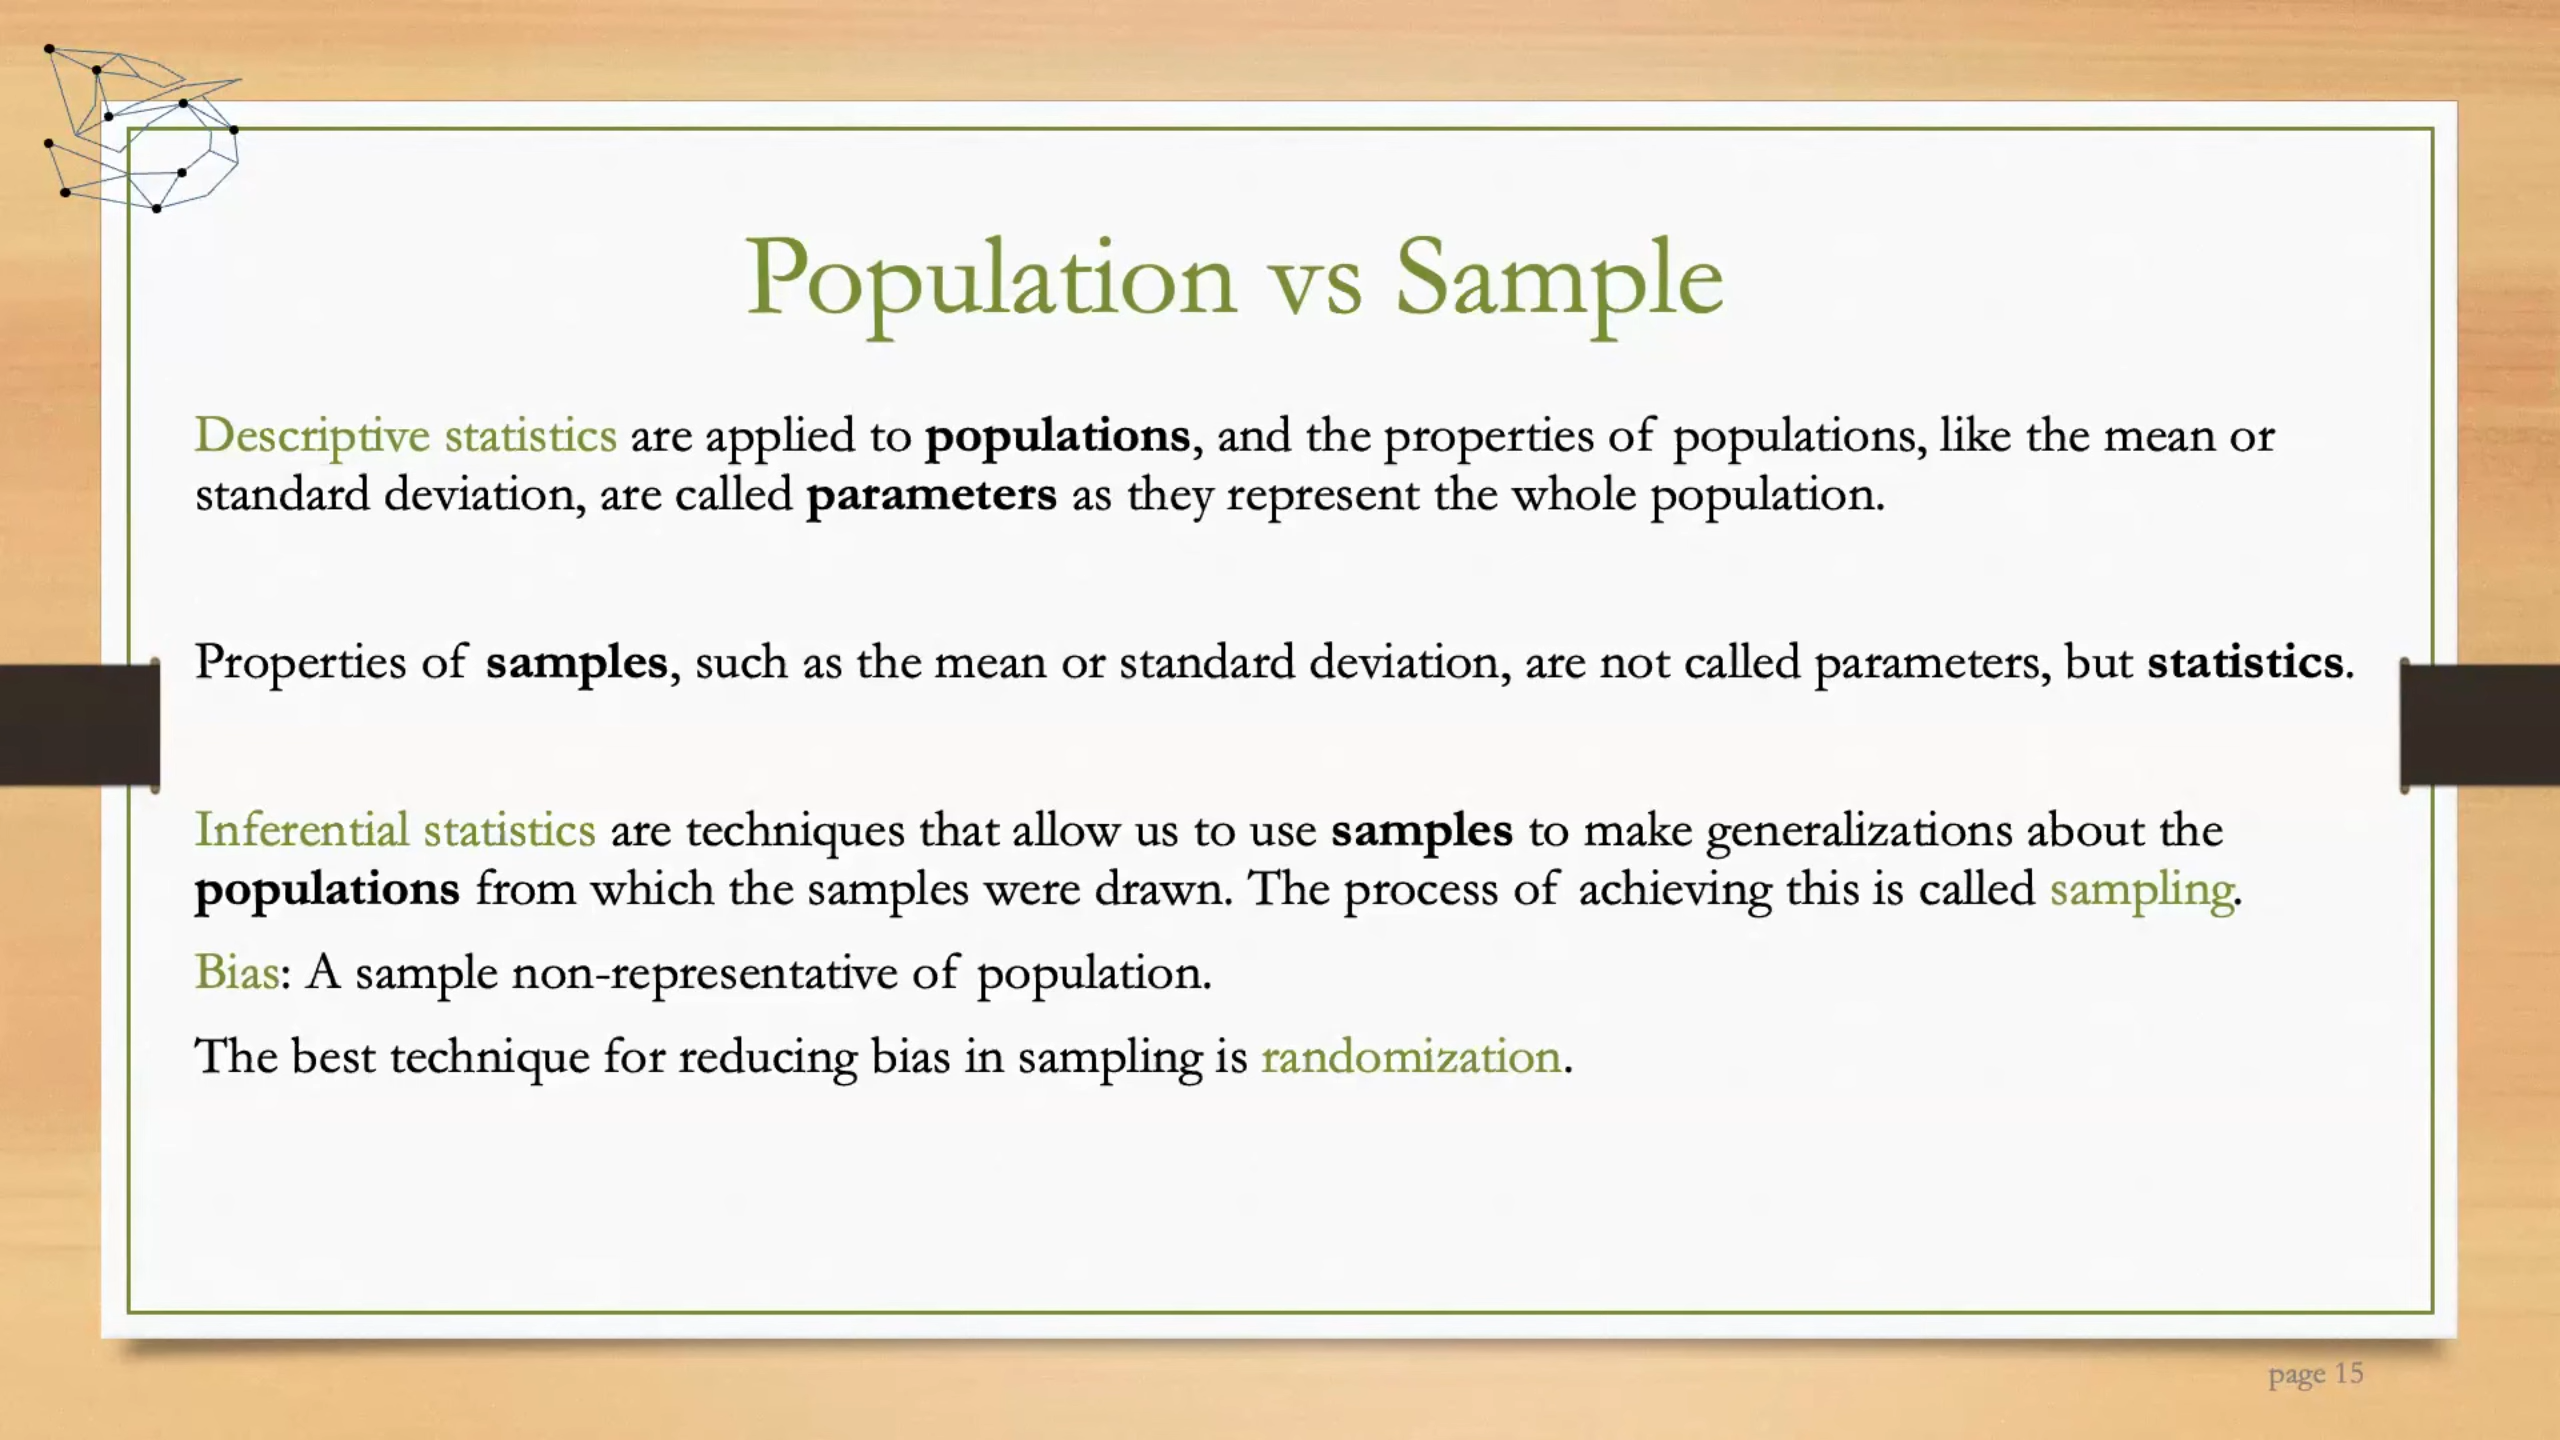 Population vs Sample
Descriptive statistics are applied to populations, and the properties of populations, like the mean or
standard deviation, are called parameters as they represent the whole population.
Properties of samples, such as the mean or standard deviation, are not called parameters, but statistics.
Inferential statistics are techniques that allow us to use samples to make generalizations about the
populations from which the samples were drawn. The process of achieving this is called sampling.
Bias: A sample non-representative of population.
The best technique for reducing bias in sampling is randomization.
page 15